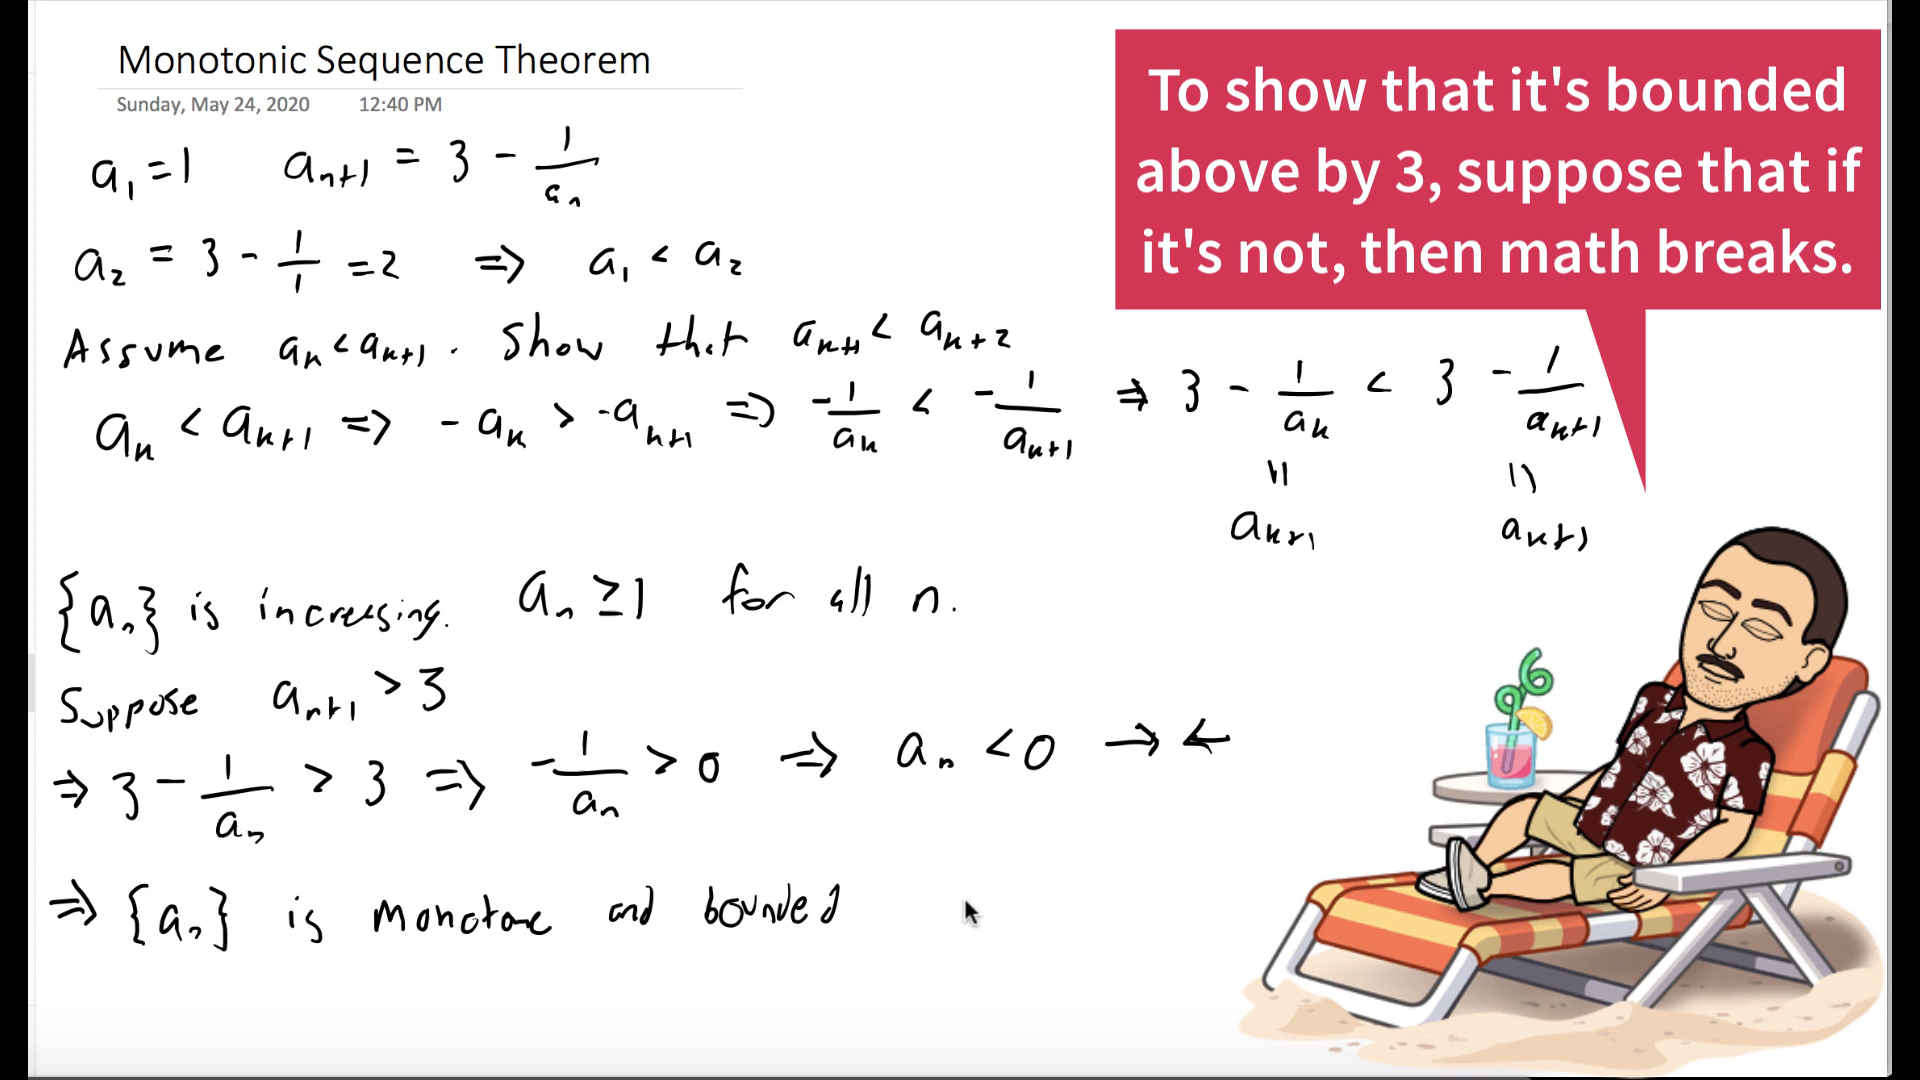 Monotonic Sequence Theorem
Sunday, May 24, 2020 12:40 PM
To show that it's bounded
above by 3, suppose that if
it's not, then math breaks.
a₁ = 1 aₙ₊₁ = 3 - 1/aₙ
a₂ = 3 - 1/1 = 2 ⇒ a₁ < a₂
Assume aₖ < aₖ₊₁. Show that aₖ₊₁ < aₖ₊₂
aₖ < aₖ₊₁ ⇒ -aₖ > -aₖ₊₁ ⇒ -1/aₖ < -1/aₖ₊₁ ⇒ 3 - 1/aₖ < 3 - 1/aₖ₊₁
|| ||
aₖ₊₁ aₖ₊₂
{aₙ} is increasing. aₙ ≥ 1 for all n.
Suppose aₙ₊₁ > 3
⇒ 3 - 1/aₙ > 3 ⇒ -1/aₙ > 0 ⇒ aₙ < 0 → ←
⇒ {aₙ} is monotone and bounded